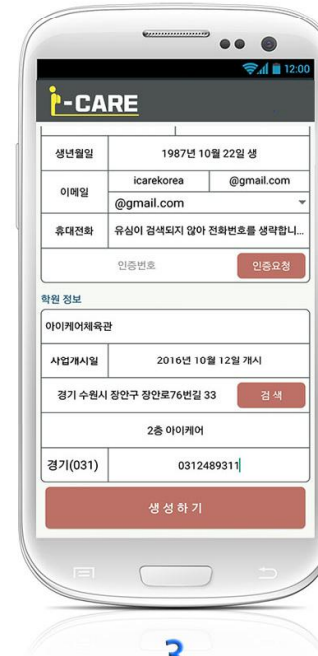 12:00
i-CARE
생년월일 1987년 10월 22일 생
이메일 icarekorea @gmail.com
@gmail.com
휴대전화 유심이 검색되지 않아 전화번호를 생략합니...
인증번호 인증요청
학원 정보
아이케어체육관
사업개시일 2016년 10월 12일 개시
경기 수원시 장안구 장안로76번길 33 검 색
2층 아이케어
경기(031) 0312489311
생 성 하 기
3